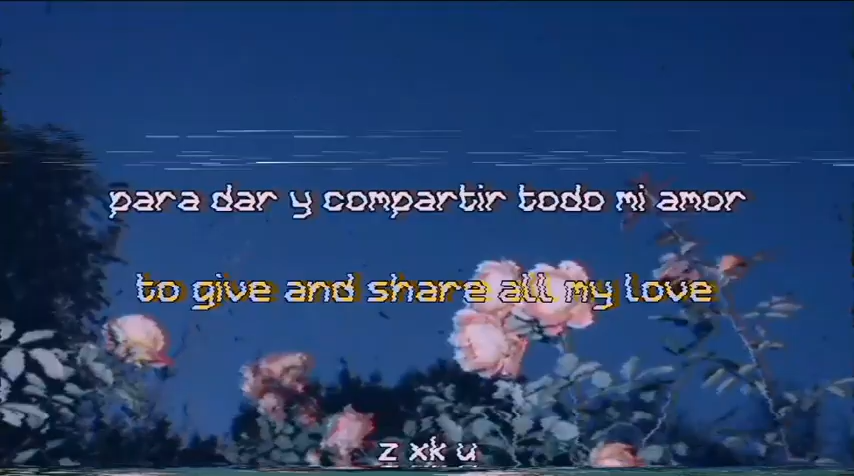 para dar y compartir todo mi amor
to give and share all my love
z xk u